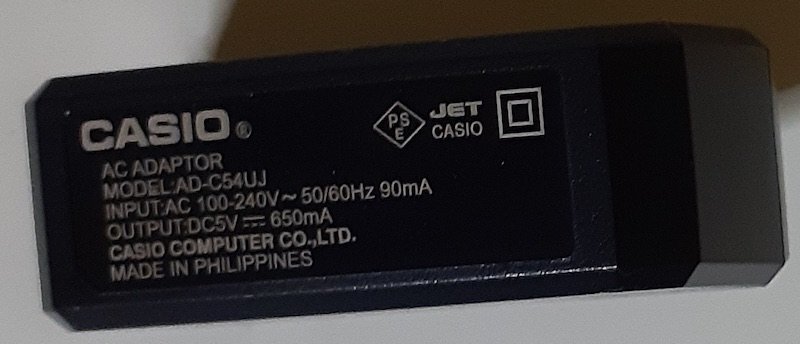 CASIO®
AC ADAPTOR
MODEL:AD-C54UJ
INPUT:AC 100-240V～ 50/60Hz 90mA
OUTPUT:DC5V⎓ 650mA
CASIO COMPUTER CO.,LTD.
MADE IN PHILIPPINES
PS
E
JET
CASIO